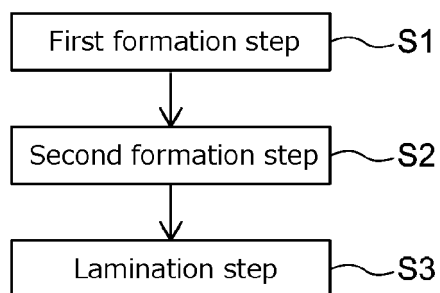 First formation step S1
Second formation step S2
Lamination step S3